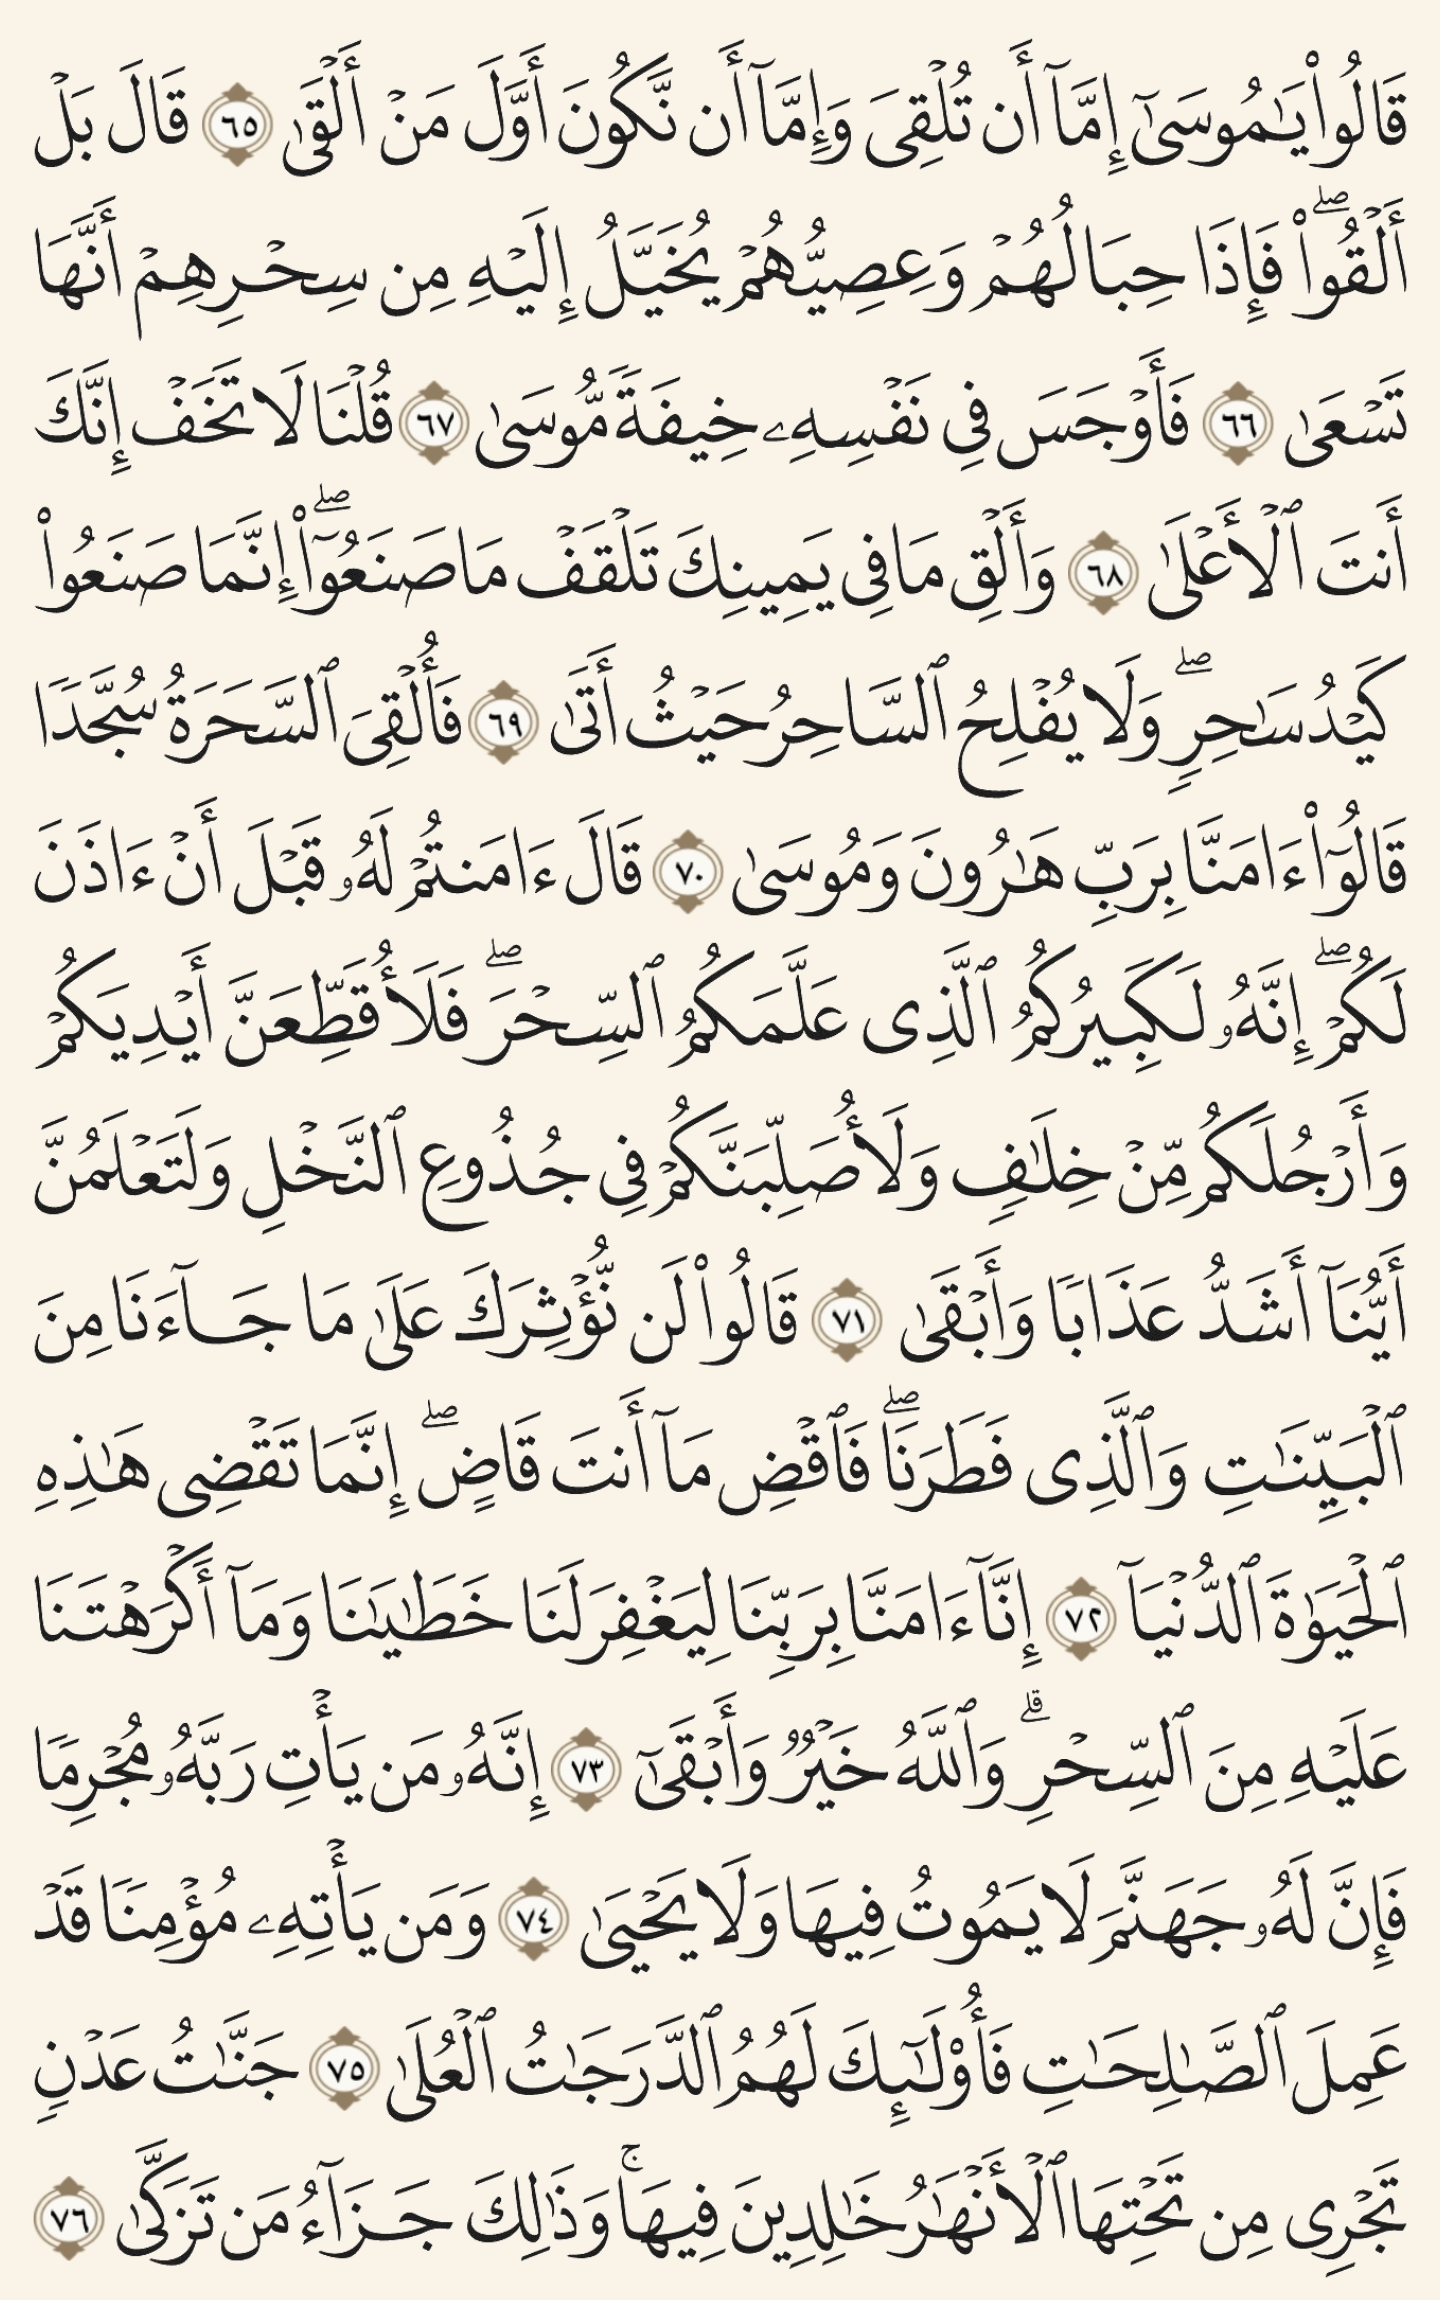 قَالُوا۟ يَـٰمُوسَىٰٓ إِمَّآ أَن تُلْقِىَ وَإِمَّآ أَن نَّكُونَ أَوَّلَ مَنْ أَلْقَىٰ ٦٥ قَالَ بَلْ
أَلْقُوا۟ ۖ فَإِذَا حِبَالُهُمْ وَعِصِيُّهُمْ يُخَيَّلُ إِلَيْهِ مِن سِحْرِهِمْ أَنَّهَا
تَسْعَىٰ ٦٦ فَأَوْجَسَ فِى نَفْسِهِۦ خِيفَةً مُّوسَىٰ ٦٧ قُلْنَا لَا تَخَفْ إِنَّكَ
أَنتَ ٱلْأَعْلَىٰ ٦٨ وَأَلْقِ مَا فِى يَمِينِكَ تَلْقَفْ مَا صَنَعُوٓا۟ ۖ إِنَّمَا صَنَعُوا۟
كَيْدُ سَـٰحِرٍ ۖ وَلَا يُفْلِحُ ٱلسَّاحِرُ حَيْثُ أَتَىٰ ٦٩ فَأُلْقِىَ ٱلسَّحَرَةُ سُجَّدًا
قَالُوٓا۟ ءَامَنَّا بِرَبِّ هَـٰرُونَ وَمُوسَىٰ ٧٠ قَالَ ءَامَنتُمْ لَهُۥ قَبْلَ أَنْ ءَاذَنَ
لَكُمْ ۖ إِنَّهُۥ لَكَبِيرُكُمُ ٱلَّذِى عَلَّمَكُمُ ٱلسِّحْرَ ۖ فَلَأُقَطِّعَنَّ أَيْدِيَكُمْ
وَأَرْجُلَكُم مِّنْ خِلَـٰفٍ وَلَأُصَلِّبَنَّكُمْ فِى جُذُوعِ ٱلنَّخْلِ وَلَتَعْلَمُنَّ
أَيُّنَآ أَشَدُّ عَذَابًا وَأَبْقَىٰ ٧١ قَالُوا۟ لَن نُّؤْثِرَكَ عَلَىٰ مَا جَآءَنَا مِنَ
ٱلْبَيِّنَـٰتِ وَٱلَّذِى فَطَرَنَا ۖ فَٱقْضِ مَآ أَنتَ قَاضٍ ۖ إِنَّمَا تَقْضِى هَـٰذِهِ
ٱلْحَيَوٰةَ ٱلدُّنْيَآ ٧٢ إِنَّآ ءَامَنَّا بِرَبِّنَا لِيَغْفِرَ لَنَا خَطَـٰيَـٰنَا وَمَآ أَكْرَهْتَنَا
عَلَيْهِ مِنَ ٱلسِّحْرِ ۗ وَٱللَّهُ خَيْرٌ وَأَبْقَىٰٓ ٧٣ إِنَّهُۥ مَن يَأْتِ رَبَّهُۥ مُجْرِمًا
فَإِنَّ لَهُۥ جَهَنَّمَ لَا يَمُوتُ فِيهَا وَلَا يَحْيَىٰ ٧٤ وَمَن يَأْتِهِۦ مُؤْمِنًا قَدْ
عَمِلَ ٱلصَّـٰلِحَـٰتِ فَأُو۟لَـٰٓئِكَ لَهُمُ ٱلدَّرَجَـٰتُ ٱلْعُلَىٰ ٧٥ جَنَّـٰتُ عَدْنٍ
تَجْرِى مِن تَحْتِهَا ٱلْأَنْهَـٰرُ خَـٰلِدِينَ فِيهَا ۚ وَذَٰلِكَ جَزَآءُ مَن تَزَكَّىٰ ٧٦